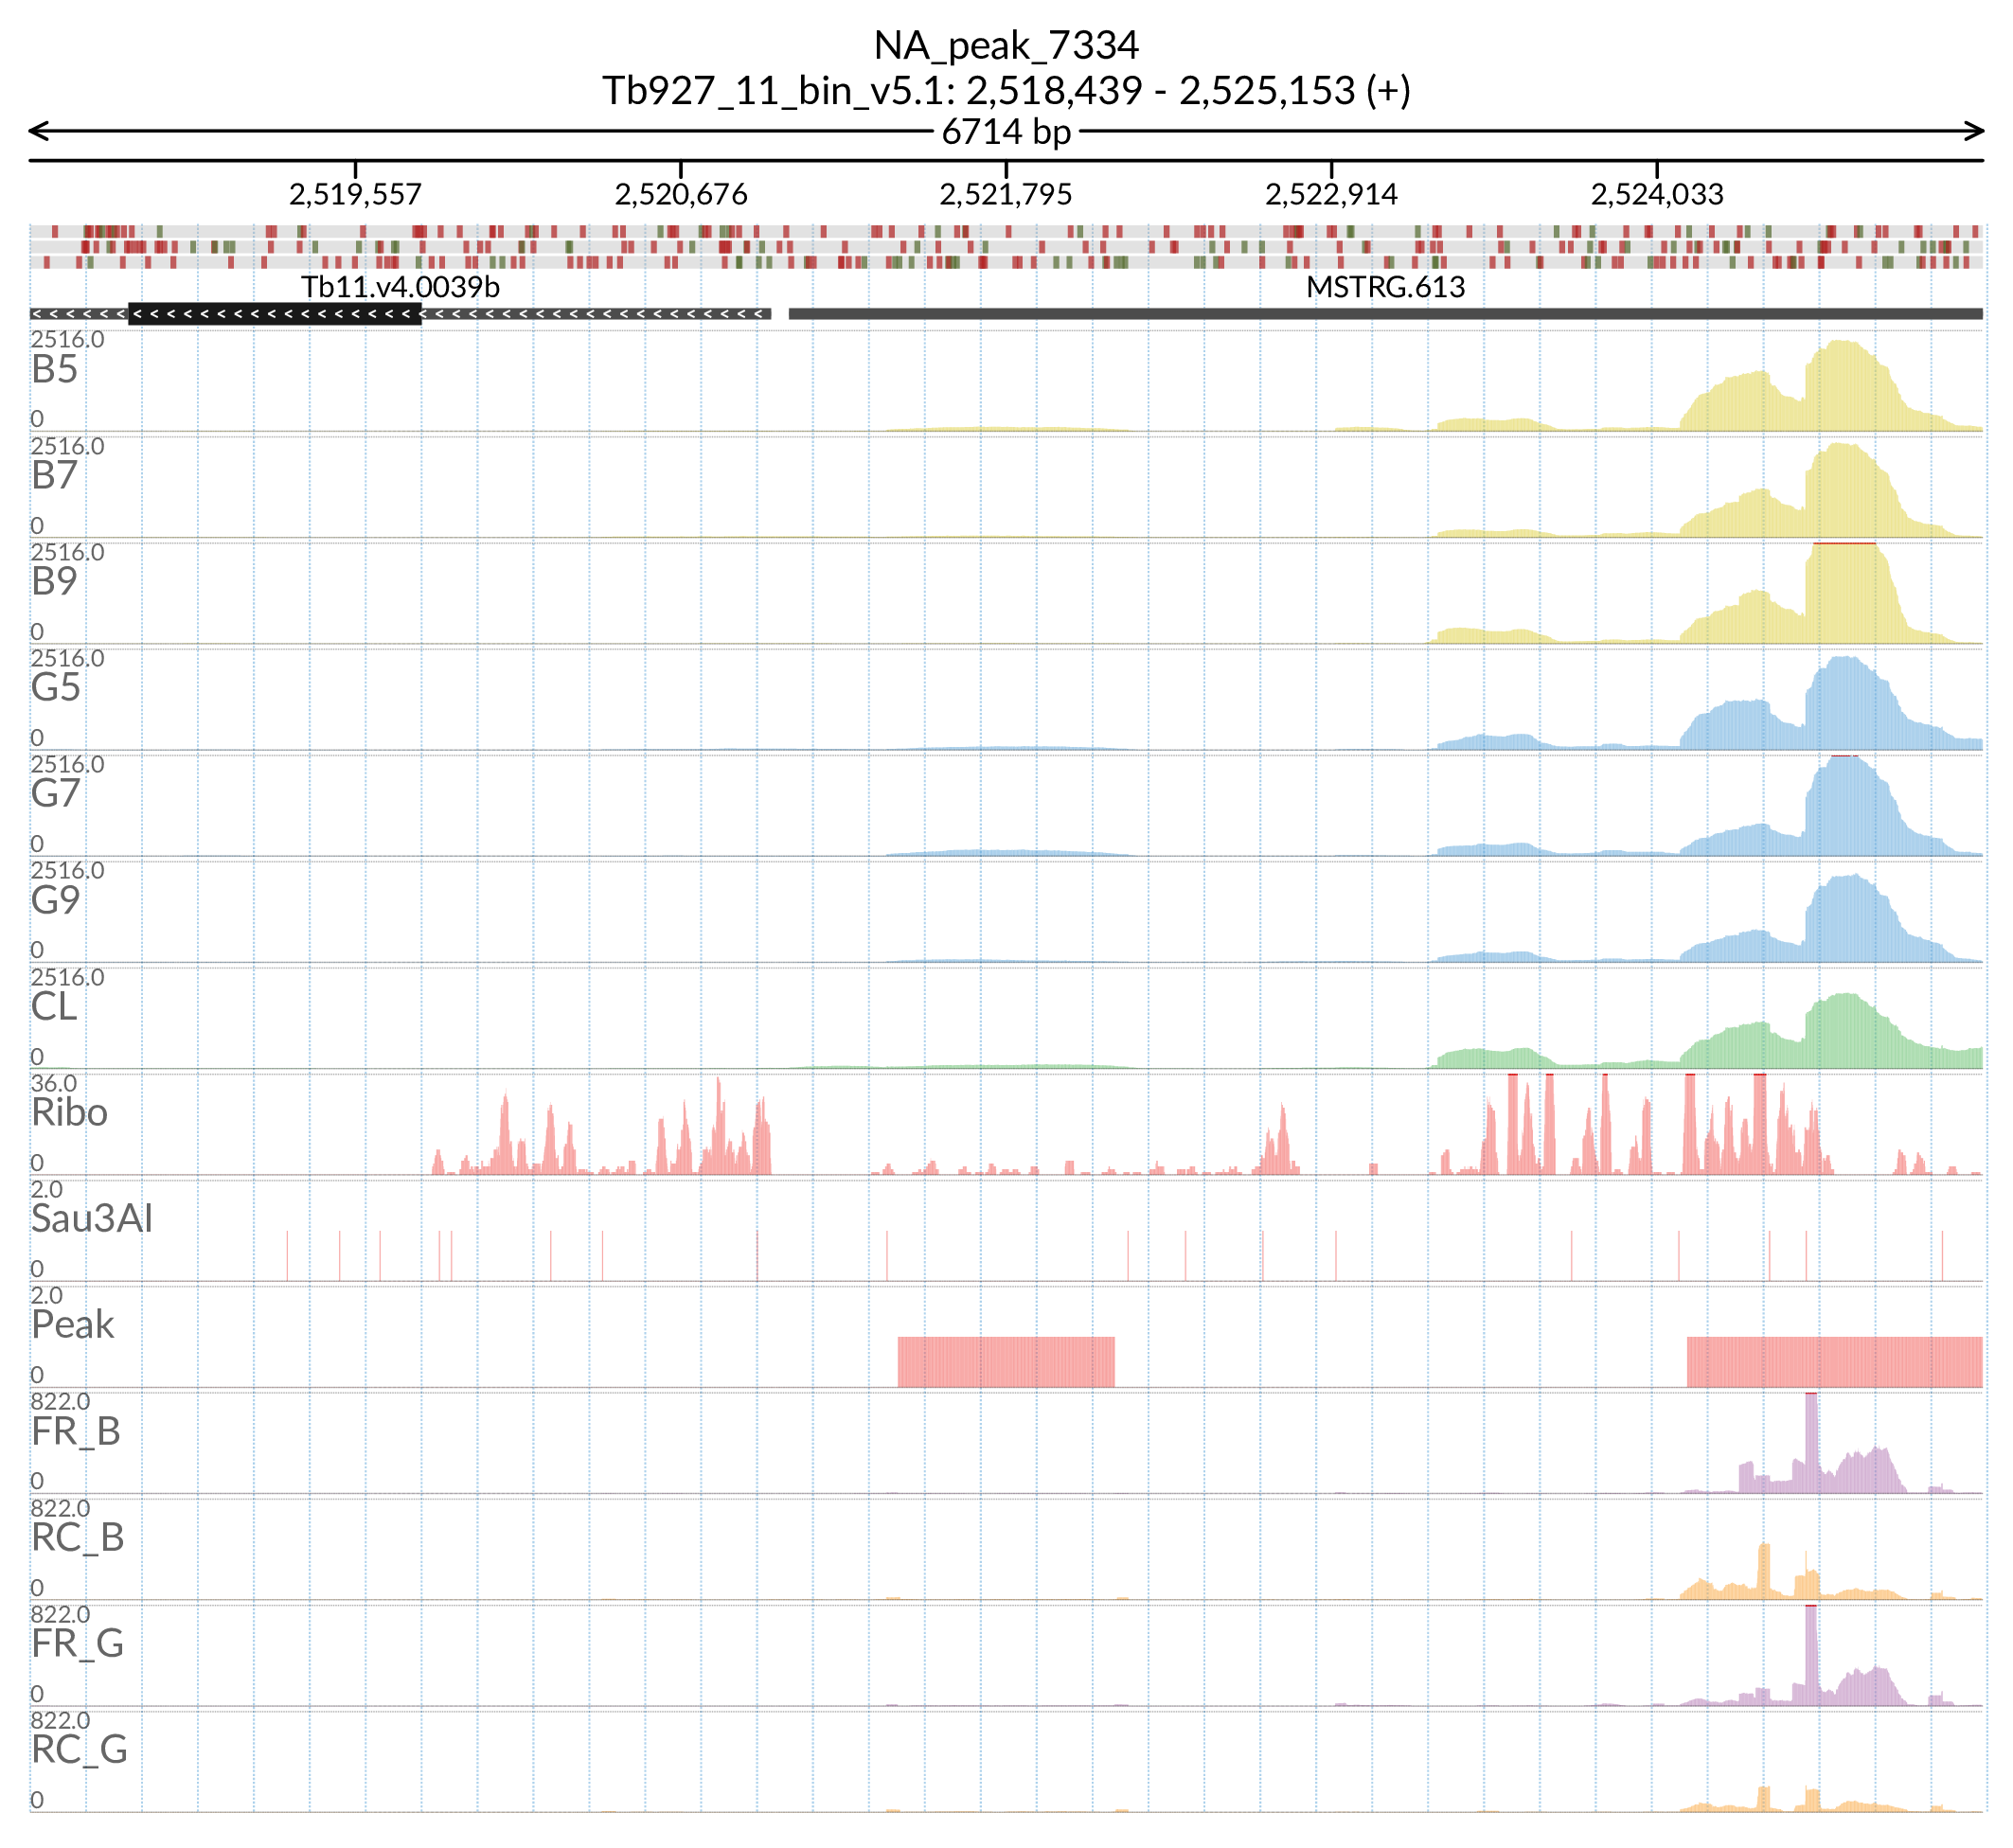 NA_peak_7334
Tb927_11_bin_v5.1: 2,518,439 - 2,525,153 (+)
6714 bp
2,519,557 2,520,676 2,521,795 2,522,914 2,524,033
Tb11.v4.0039b MSTRG.613
2516.0
B5
0
2516.0
B7
0
2516.0
B9
0
2516.0
G5
0
2516.0
G7
0
2516.0
G9
0
2516.0
CL
0
36.0
Ribo
0
2.0
Sau3AI
0
2.0
Peak
0
822.0
FR_B
0
822.0
RC_B
0
822.0
FR_G
0
822.0
RC_G
0